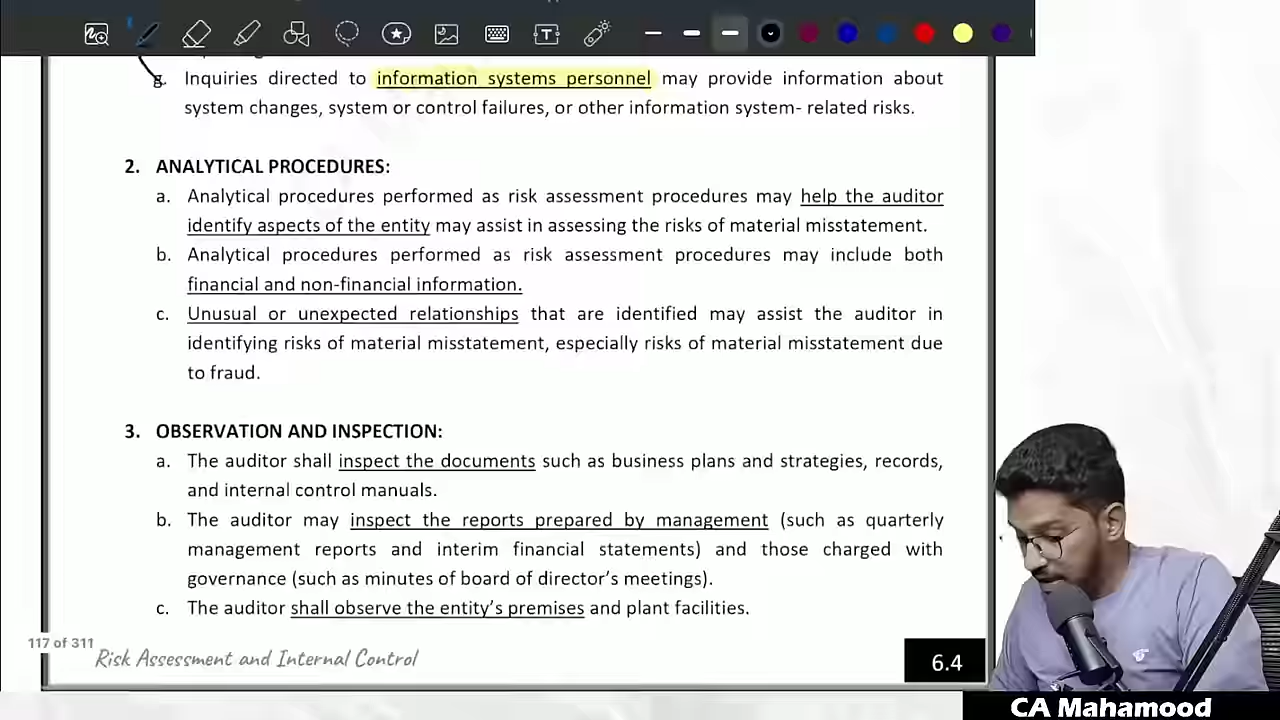 g. Inquiries directed to information systems personnel may provide information about
system changes, system or control failures, or other information system- related risks.
2. ANALYTICAL PROCEDURES:
a. Analytical procedures performed as risk assessment procedures may help the auditor
identify aspects of the entity may assist in assessing the risks of material misstatement.
b. Analytical procedures performed as risk assessment procedures may include both
financial and non-financial information.
c. Unusual or unexpected relationships that are identified may assist the auditor in
identifying risks of material misstatement, especially risks of material misstatement due
to fraud.
3. OBSERVATION AND INSPECTION:
a. The auditor shall inspect the documents such as business plans and strategies, records,
and internal control manuals.
b. The auditor may inspect the reports prepared by management (such as quarterly
management reports and interim financial statements) and those charged with
governance (such as minutes of board of director's meetings).
c. The auditor shall observe the entity's premises and plant facilities.
117 of 311
Risk Assessment and Internal Control
6.4
CA Mahamood